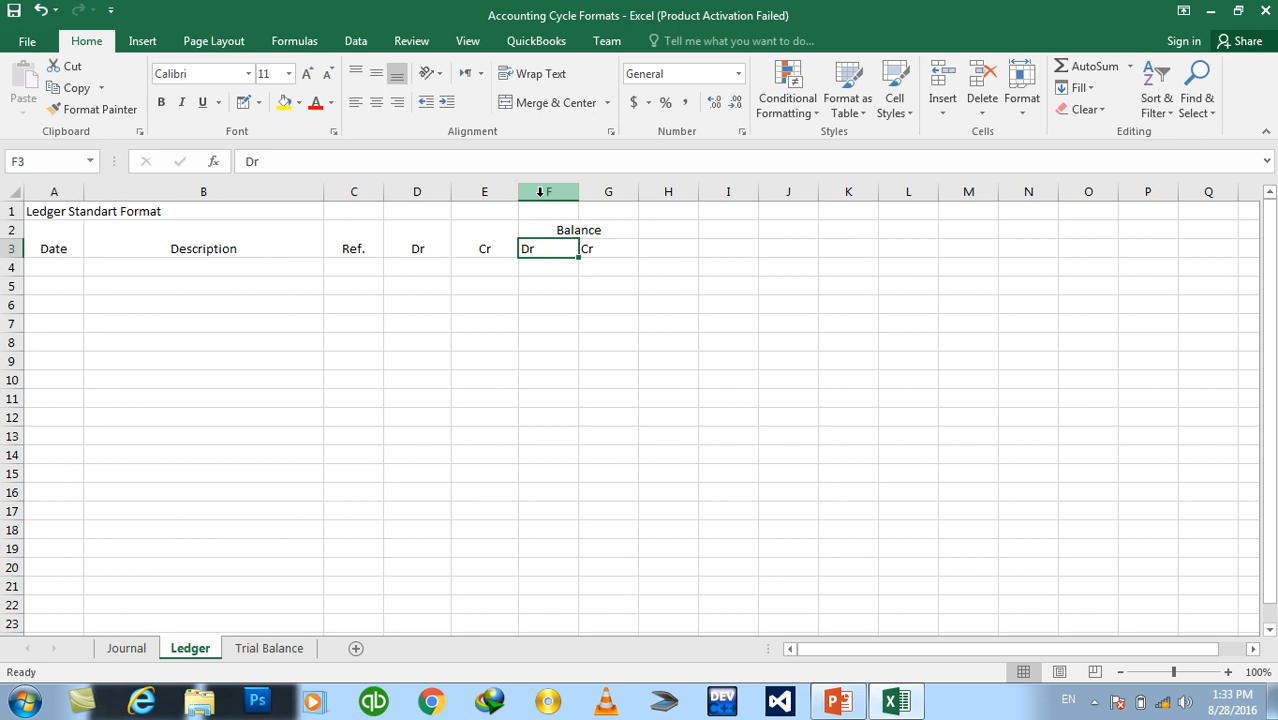 Accounting Cycle Formats - Excel (Product Activation Failed)
File Home Insert Page Layout Formulas Data Review View QuickBooks Team Tell me what you want to do... Sign in Share
Paste
Cut
Copy
Format Painter
Clipboard
Calibri 11
B I U A
Font
Wrap Text
Merge & Center
Alignment
General
$ % ,
Number
Conditional Formatting
Format as Table
Cell Styles
Styles
Insert Delete Format
Cells
AutoSum
Fill
Clear
Sort & Filter
Find & Select
Editing
F3 fx Dr
A B C D E F G H I J K L M N O P Q
1 Ledger Standart Format
2 Balance
3 Date Description Ref. Dr Cr Dr Cr
4
5
6
7
8
9
10
11
12
13
14
15
16
17
18
19
20
21
22
23
Journal Ledger Trial Balance
Ready 100%
Ps qb DEV C++ EN 1:33 PM
8/28/2016